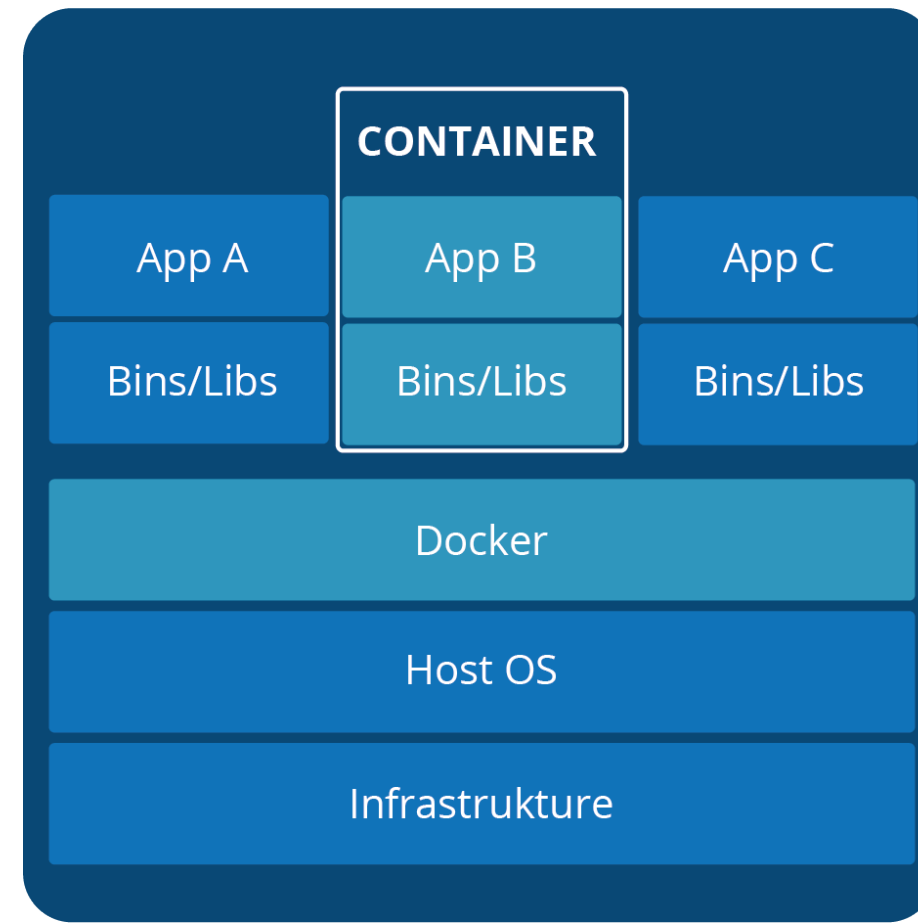 CONTAINER
App A
App B
App C
Bins/Libs
Bins/Libs
Bins/Libs
Docker
Host OS
Infrastrukture